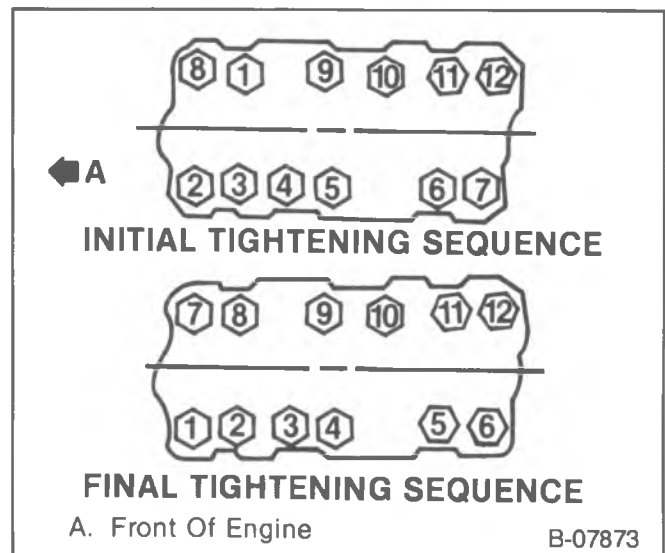 8 1 9 10 11 12
A
2 3 4 5 6 7
INITIAL TIGHTENING SEQUENCE
7 8 9 10 11 12
1 2 3 4 5 6
FINAL TIGHTENING SEQUENCE
A. Front Of Engine
B-07873